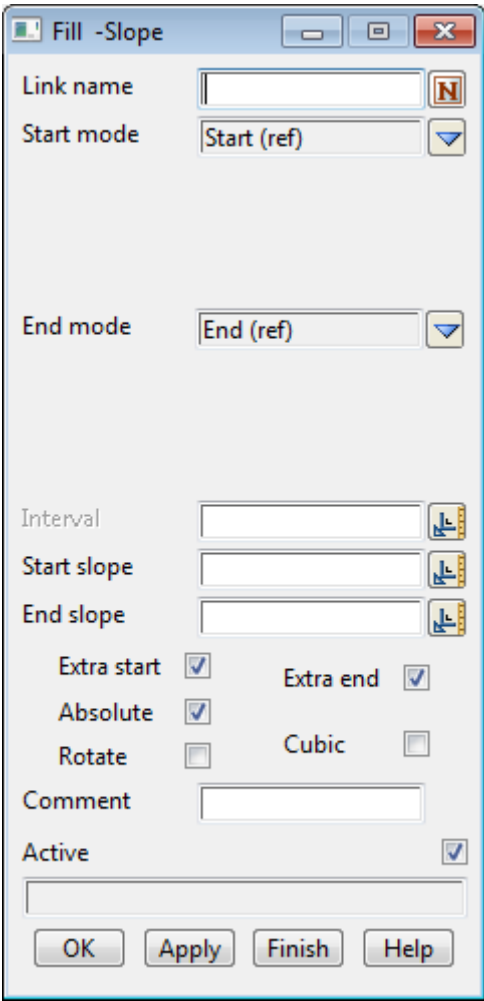 Fill -Slope
Link name
N
Start mode Start (ref)
End mode End (ref)
Interval
Start slope
End slope
Extra start Extra end
Absolute
Rotate Cubic
Comment
Active
OK Apply Finish Help